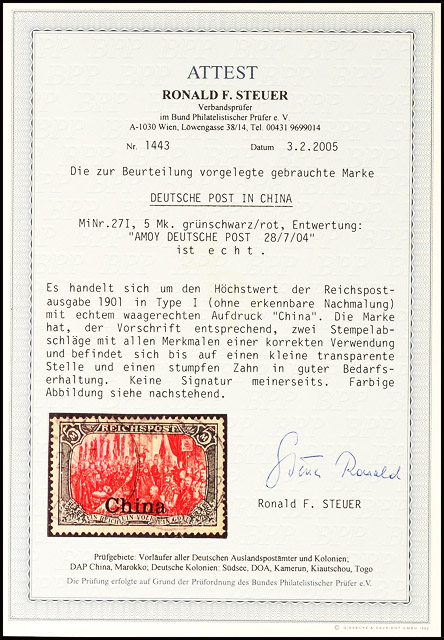 ATTEST
RONALD F. STEUER
Verbandsprüfer
im Bund Philatelistischer Prüfer e. V.
A-1030 Wien, Löwengasse 38/14, Tel. 00431 9699014
Nr. 1443 Datum 3.2.2005
Die zur Beurteilung vorgelegte gebrauchte Marke
DEUTSCHE POST IN CHINA
MiNr.27I, 5 Mk. grünschwarz/rot, Entwertung:
"AMOY DEUTSCHE POST 28/7/04"
ist echt.
Es handelt sich um den Höchstwert der Reichspost-
ausgabe 1901 in Type I (ohne erkennbare Nachmalung)
mit echtem waagerechten Aufdruck "China". Die Marke
hat, der Vorschrift entsprechend, zwei Stempelab-
schläge mit allen Merkmalen einer korrekten Verwendung
und befindet sich bis auf einen kleine transparente
Stelle und einen stumpfen Zahn in guter Bedarfs-
erhaltung. Keine Signatur meinerseits. Farbige
Abbildung siehe nachstehend.
REICHSPOST
China
Steuer Ronald
Ronald F. STEUER
Prüfgebiete: Vorläufer aller Deutschen Auslandspostämter und Kolonien;
DAP China, Marokko; Deutsche Kolonien: Südsee, DOA, Kamerun, Kiautschou, Togo
Die Prüfung erfolgte auf Grund der Prüfordnung des Bundes Philatelistischer Prüfer e.V.